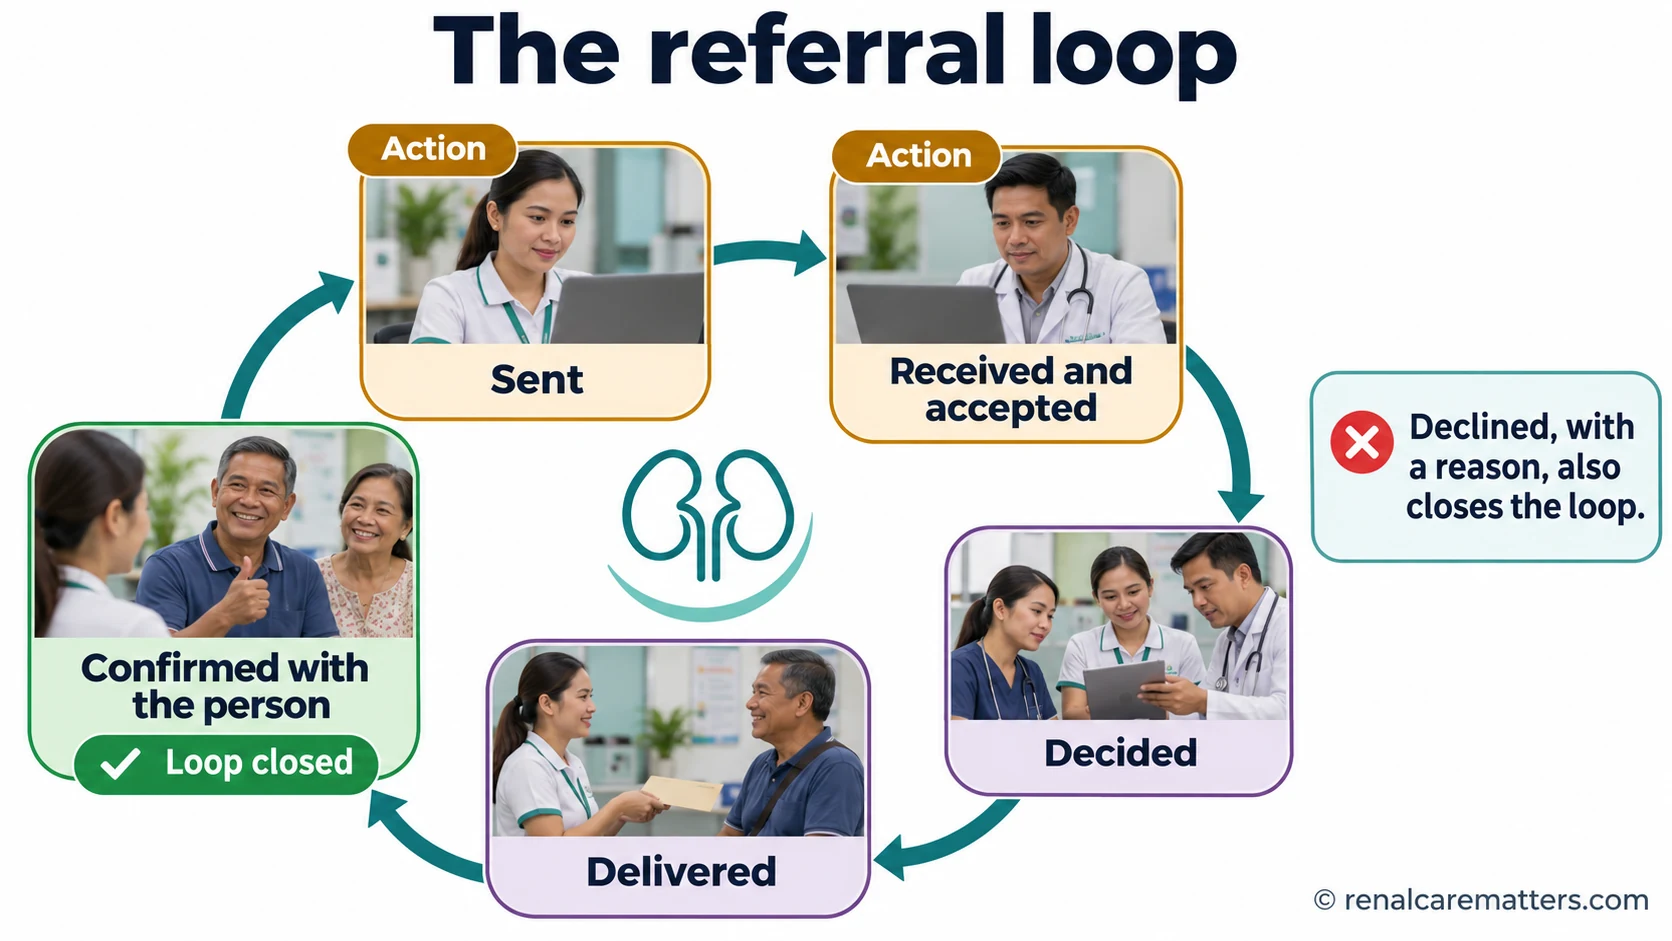 The referral loop
Action
Sent
Action
Received and
accepted
Declined, with
a reason, also
closes the loop.
Decided
Delivered
Confirmed with
the person
Loop closed
© renalcarematters.com